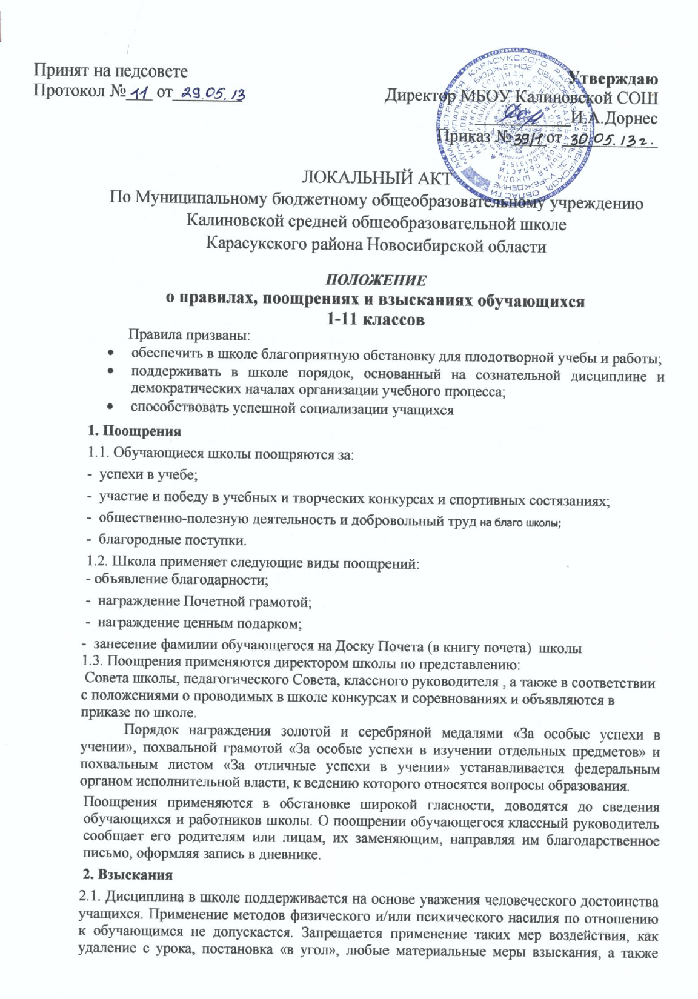 Принят на педсовете
Протокол № 11 от 29.05.13
Утверждаю
Директор МБОУ Калиновской СОШ
И.А.Дорнес
Приказ № 39/1 от 30.05.13г.
ЛОКАЛЬНЫЙ АКТ
По Муниципальному бюджетному общеобразовательному учреждению
Калиновской средней общеобразовательной школе
Карасукского района Новосибирской области
ПОЛОЖЕНИЕ
о правилах, поощрениях и взысканиях обучающихся
1-11 классов
Правила призваны:
• обеспечить в школе благоприятную обстановку для плодотворной учебы и работы;
• поддерживать в школе порядок, основанный на сознательной дисциплине и
демократических началах организации учебного процесса;
• способствовать успешной социализации учащихся
1. Поощрения
1.1. Обучающиеся школы поощряются за:
- успехи в учебе;
- участие и победу в учебных и творческих конкурсах и спортивных состязаниях;
- общественно-полезную деятельность и добровольный труд на благо школы;
- благородные поступки.
1.2. Школа применяет следующие виды поощрений:
- объявление благодарности;
- награждение Почетной грамотой;
- награждение ценным подарком;
- занесение фамилии обучающегося на Доску Почета (в книгу почета) школы
1.3. Поощрения применяются директором школы по представлению:
Совета школы, педагогического Совета, классного руководителя , а также в соответствии
с положениями о проводимых в школе конкурсах и соревнованиях и объявляются в
приказе по школе.
Порядок награждения золотой и серебряной медалями «За особые успехи в
учении», похвальной грамотой «За особые успехи в изучении отдельных предметов» и
похвальным листом «За отличные успехи в учении» устанавливается федеральным
органом исполнительной власти, к ведению которого относятся вопросы образования.
Поощрения применяются в обстановке широкой гласности, доводятся до сведения
обучающихся и работников школы. О поощрении обучающегося классный руководитель
сообщает его родителям или лицам, их заменяющим, направляя им благодарственное
письмо, оформляя запись в дневнике.
2. Взыскания
2.1. Дисциплина в школе поддерживается на основе уважения человеческого достоинства
учащихся. Применение методов физического и/или психического насилия по отношению
к обучающимся не допускается. Запрещается применение таких мер воздействия, как
удаление с урока, постановка «в угол», любые материальные меры взыскания, а также